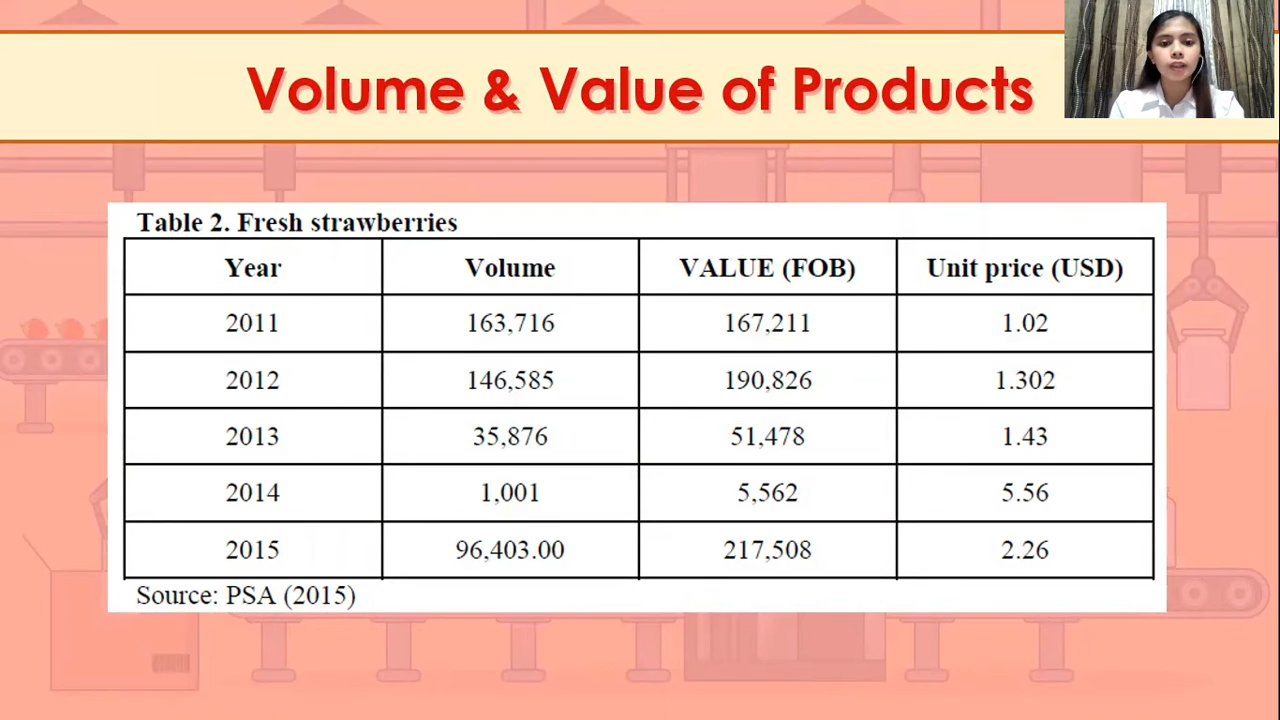 Volume & Value of Products
Table 2. Fresh strawberries
Year Volume VALUE (FOB) Unit price (USD)
2011 163,716 167,211 1.02
2012 146,585 190,826 1.302
2013 35,876 51,478 1.43
2014 1,001 5,562 5.56
2015 96,403.00 217,508 2.26
Source: PSA (2015)